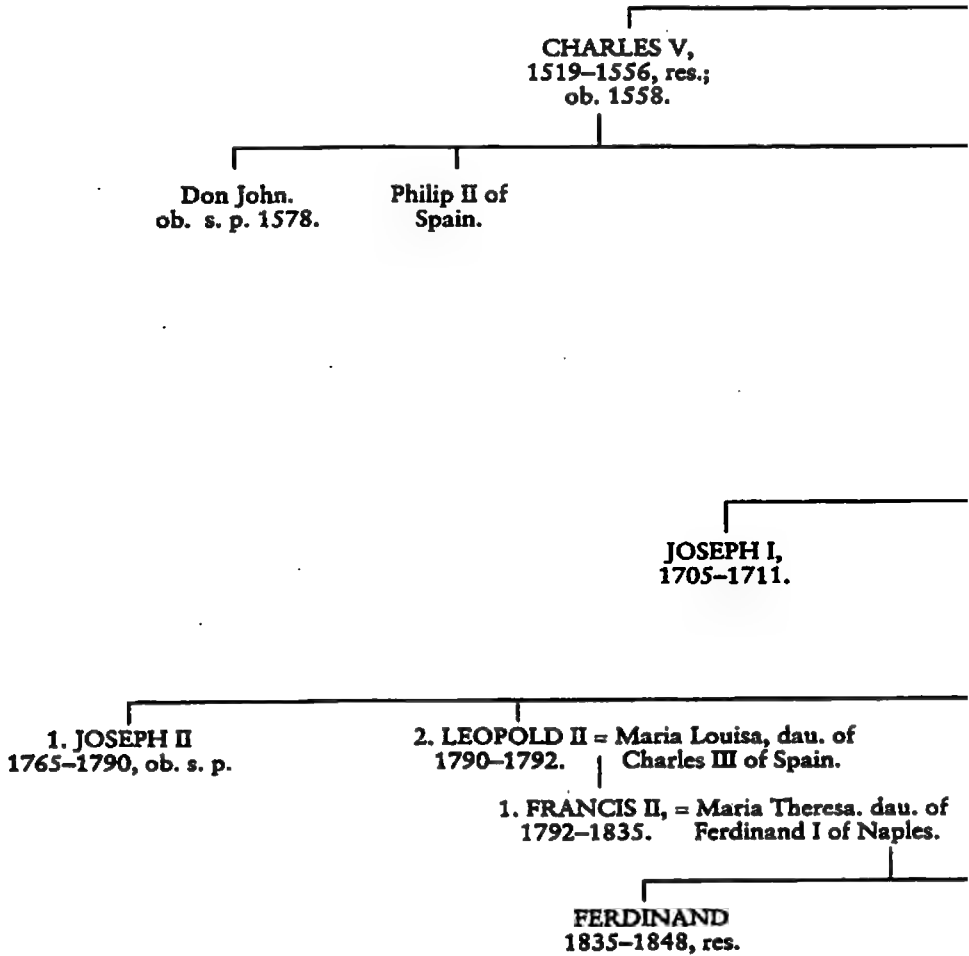 CHARLES V,
1519–1556, res.;
ob. 1558.
Don John.
ob. s. p. 1578.
Philip II of
Spain.
JOSEPH I,
1705–1711.
1. JOSEPH II
1765–1790, ob. s. p.
2. LEOPOLD II = Maria Louisa, dau. of
1790–1792. Charles III of Spain.
1. FRANCIS II, = Maria Theresa. dau. of
1792–1835. Ferdinand I of Naples.
FERDINAND
1835–1848, res.